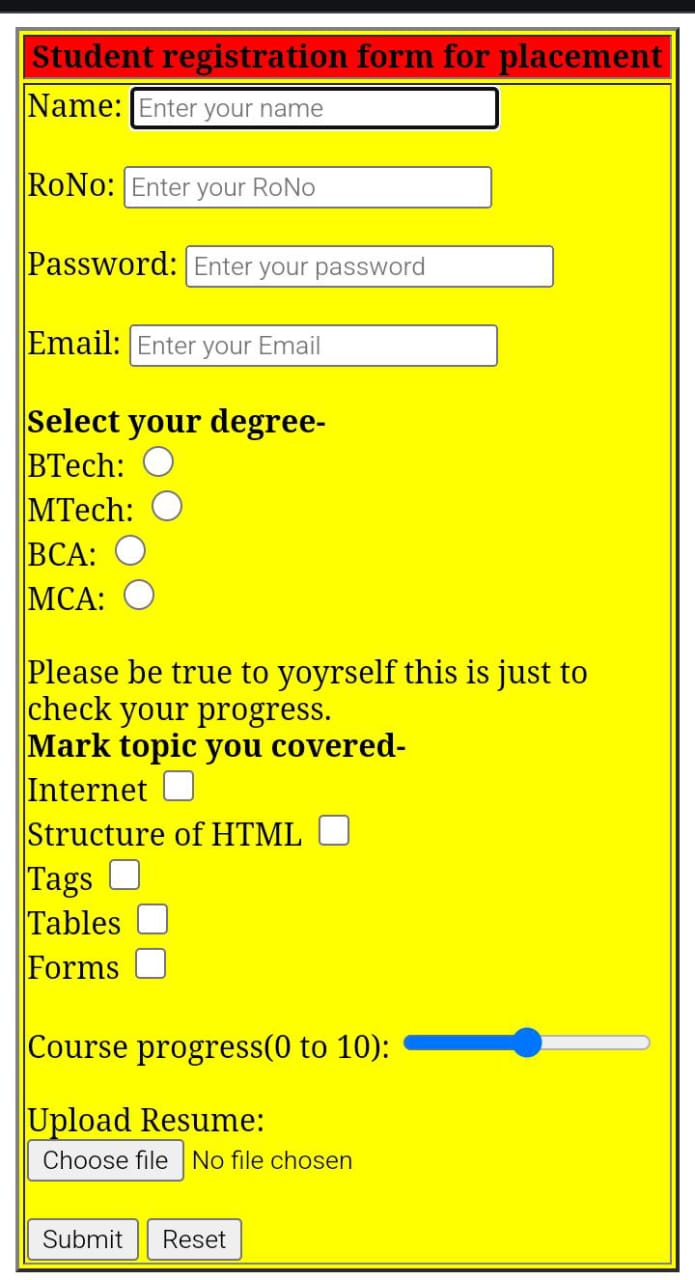 Student registration form for placement
Name: Enter your name
RoNo: Enter your RoNo
Password: Enter your password
Email: Enter your Email
Select your degree-
BTech:
MTech:
BCA:
MCA:
Please be true to yoyrself this is just to
check your progress.
Mark topic you covered-
Internet
Structure of HTML
Tags
Tables
Forms
Course progress(0 to 10):
Upload Resume:
Choose file No file chosen
Submit Reset